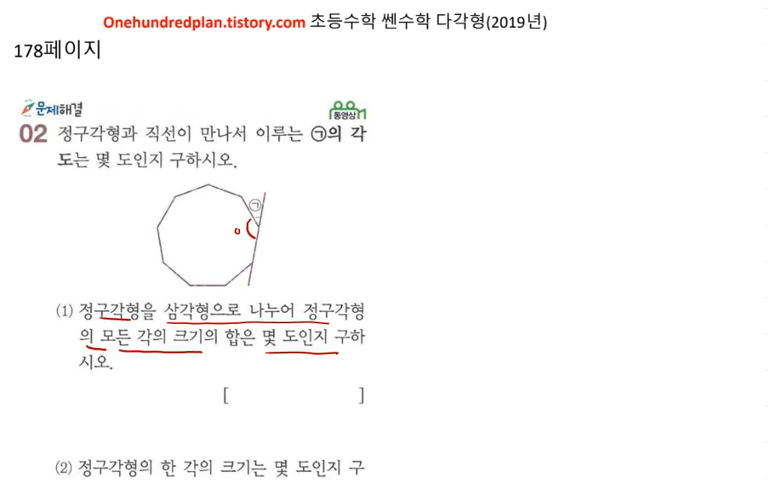 Onehundredplan.tistory.com 초등수학 쎈수학 다각형(2019년)
178페이지
문제해결
동영상
02 정구각형과 직선이 만나서 이루는 ㉠의 각
도는 몇 도인지 구하시오.
㉠
(1) 정구각형을 삼각형으로 나누어 정구각형
의 모든 각의 크기의 합은 몇 도인지 구하
시오.
[ ]
(2) 정구각형의 한 각의 크기는 몇 도인지 구